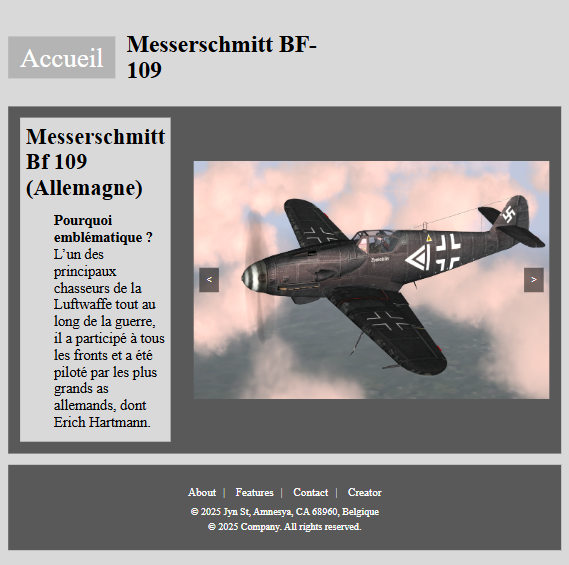 Accueil
Messerschmitt BF-
109
Messerschmitt
Bf 109
(Allemagne)
Pourquoi
emblématique ?
L’un des
principaux
chasseurs de la
Luftwaffe tout au
long de la guerre,
il a participé à tous
les fronts et a été
piloté par les plus
grands as
allemands, dont
Erich Hartmann.
< >
About | Features | Contact | Creator
© 2025 Jyn St, Amnesya, CA 68960, Belgique
© 2025 Company. All rights reserved.